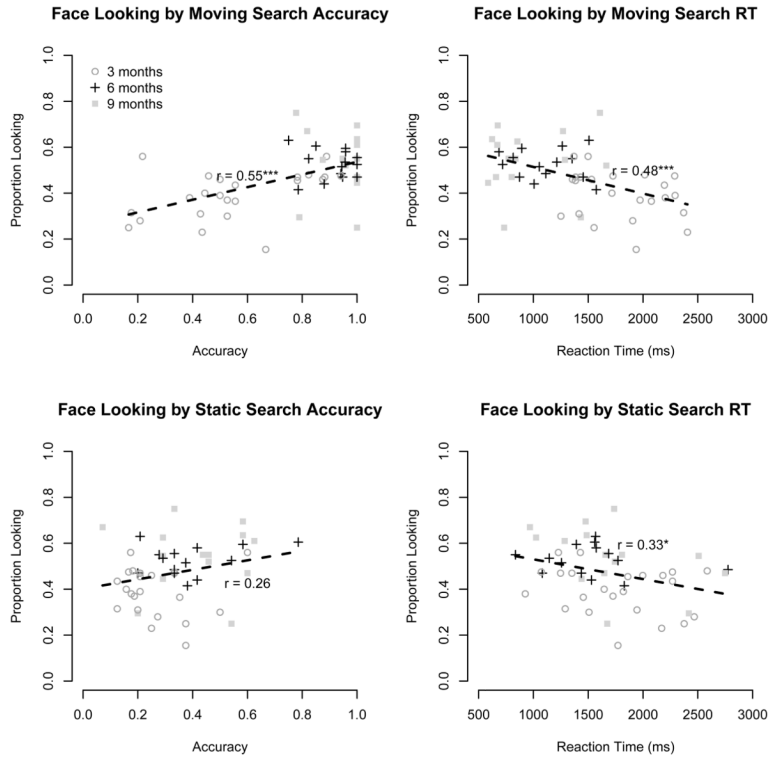 Face Looking by Moving Search Accuracy
Proportion Looking
0.0 0.2 0.4 0.6 0.8 1.0
3 months
6 months
9 months
r = 0.55***
0.0 0.2 0.4 0.6 0.8 1.0
Accuracy
Face Looking by Moving Search RT
Proportion Looking
0.0 0.2 0.4 0.6 0.8 1.0
r = 0.48***
500 1000 1500 2000 2500 3000
Reaction Time (ms)
Face Looking by Static Search Accuracy
Proportion Looking
0.0 0.2 0.4 0.6 0.8 1.0
r = 0.26
0.0 0.2 0.4 0.6 0.8 1.0
Accuracy
Face Looking by Static Search RT
Proportion Looking
0.0 0.2 0.4 0.6 0.8 1.0
r = 0.33*
500 1000 1500 2000 2500 3000
Reaction Time (ms)